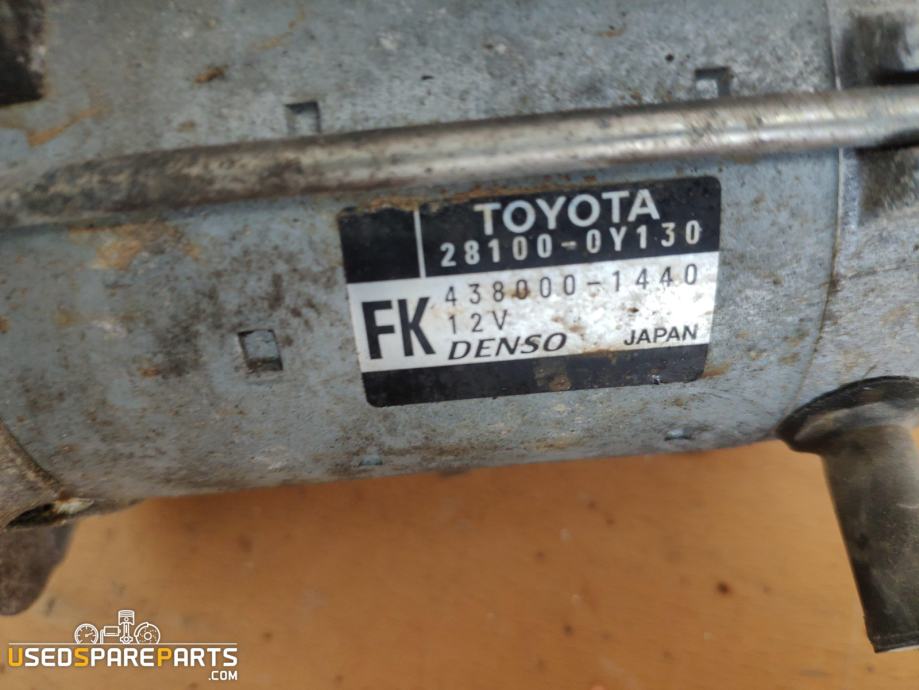 TOYOTA
28100-0Y130
438000-1440
FK
12V
DENSO JAPAN
USEDSPAREPARTS
.COM